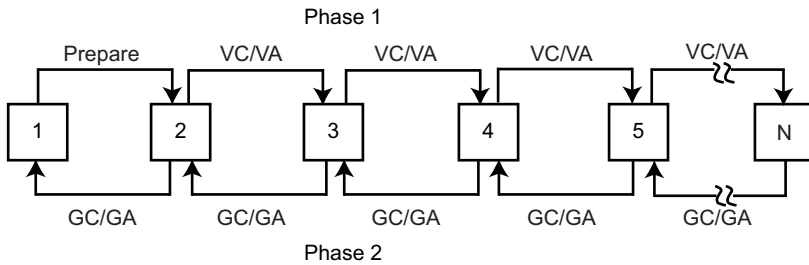 Phase 1
Prepare VC/VA VC/VA VC/VA VC/VA
1 2 3 4 5 N
GC/GA GC/GA GC/GA GC/GA GC/GA
Phase 2